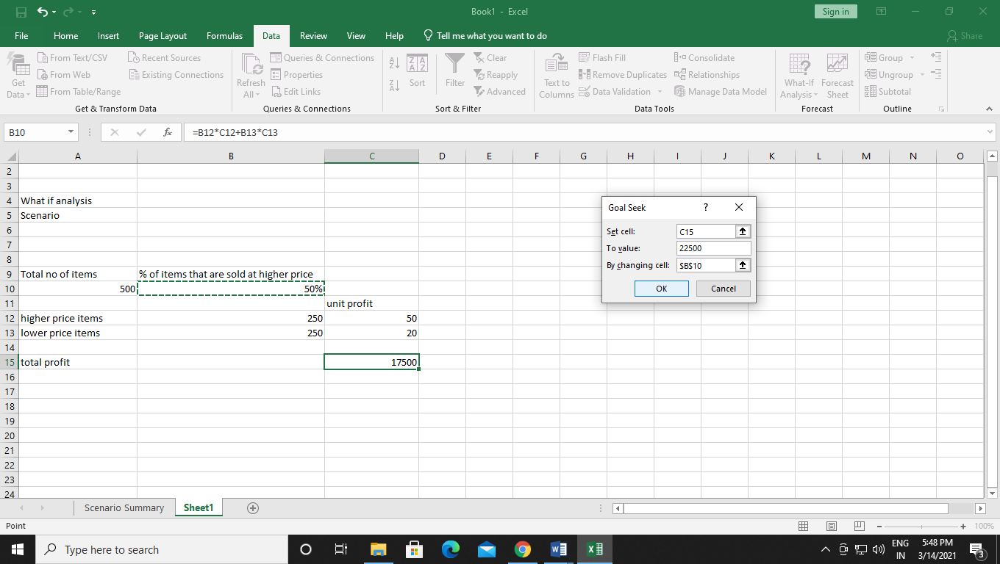 Book1 - Excel
Sign in
File Home Insert Page Layout Formulas Data Review View Help Tell me what you want to do Share
Get Data
From Text/CSV
From Web
From Table/Range
Recent Sources
Existing Connections
Get & Transform Data
Refresh All
Queries & Connections
Properties
Edit Links
Queries & Connections
Sort
Filter
Clear
Reapply
Advanced
Sort & Filter
Text to Columns
Flash Fill
Remove Duplicates
Data Validation
Consolidate
Relationships
Manage Data Model
Data Tools
What-If Analysis
Forecast Sheet
Forecast
Group
Ungroup
Subtotal
Outline
B10 fx =B12*C12+B13*C13
A B C D E F G H I J K L M N O
2
3
4 What if analysis
5 Scenario
6
7
8
9 Total no of items % of items that are sold at higher price
10 500 50%
11 unit profit
12 higher price items 250 50
13 lower price items 250 20
14
15 total profit 17500
16
17
18
19
20
21
22
23
24
Goal Seek ?
Set cell: C15
To value: 22500
By changing cell: $B$10
OK Cancel
Scenario Summary Sheet1
Point 100%
Type here to search
ENG 5:48 PM
IN 3/14/2021 3